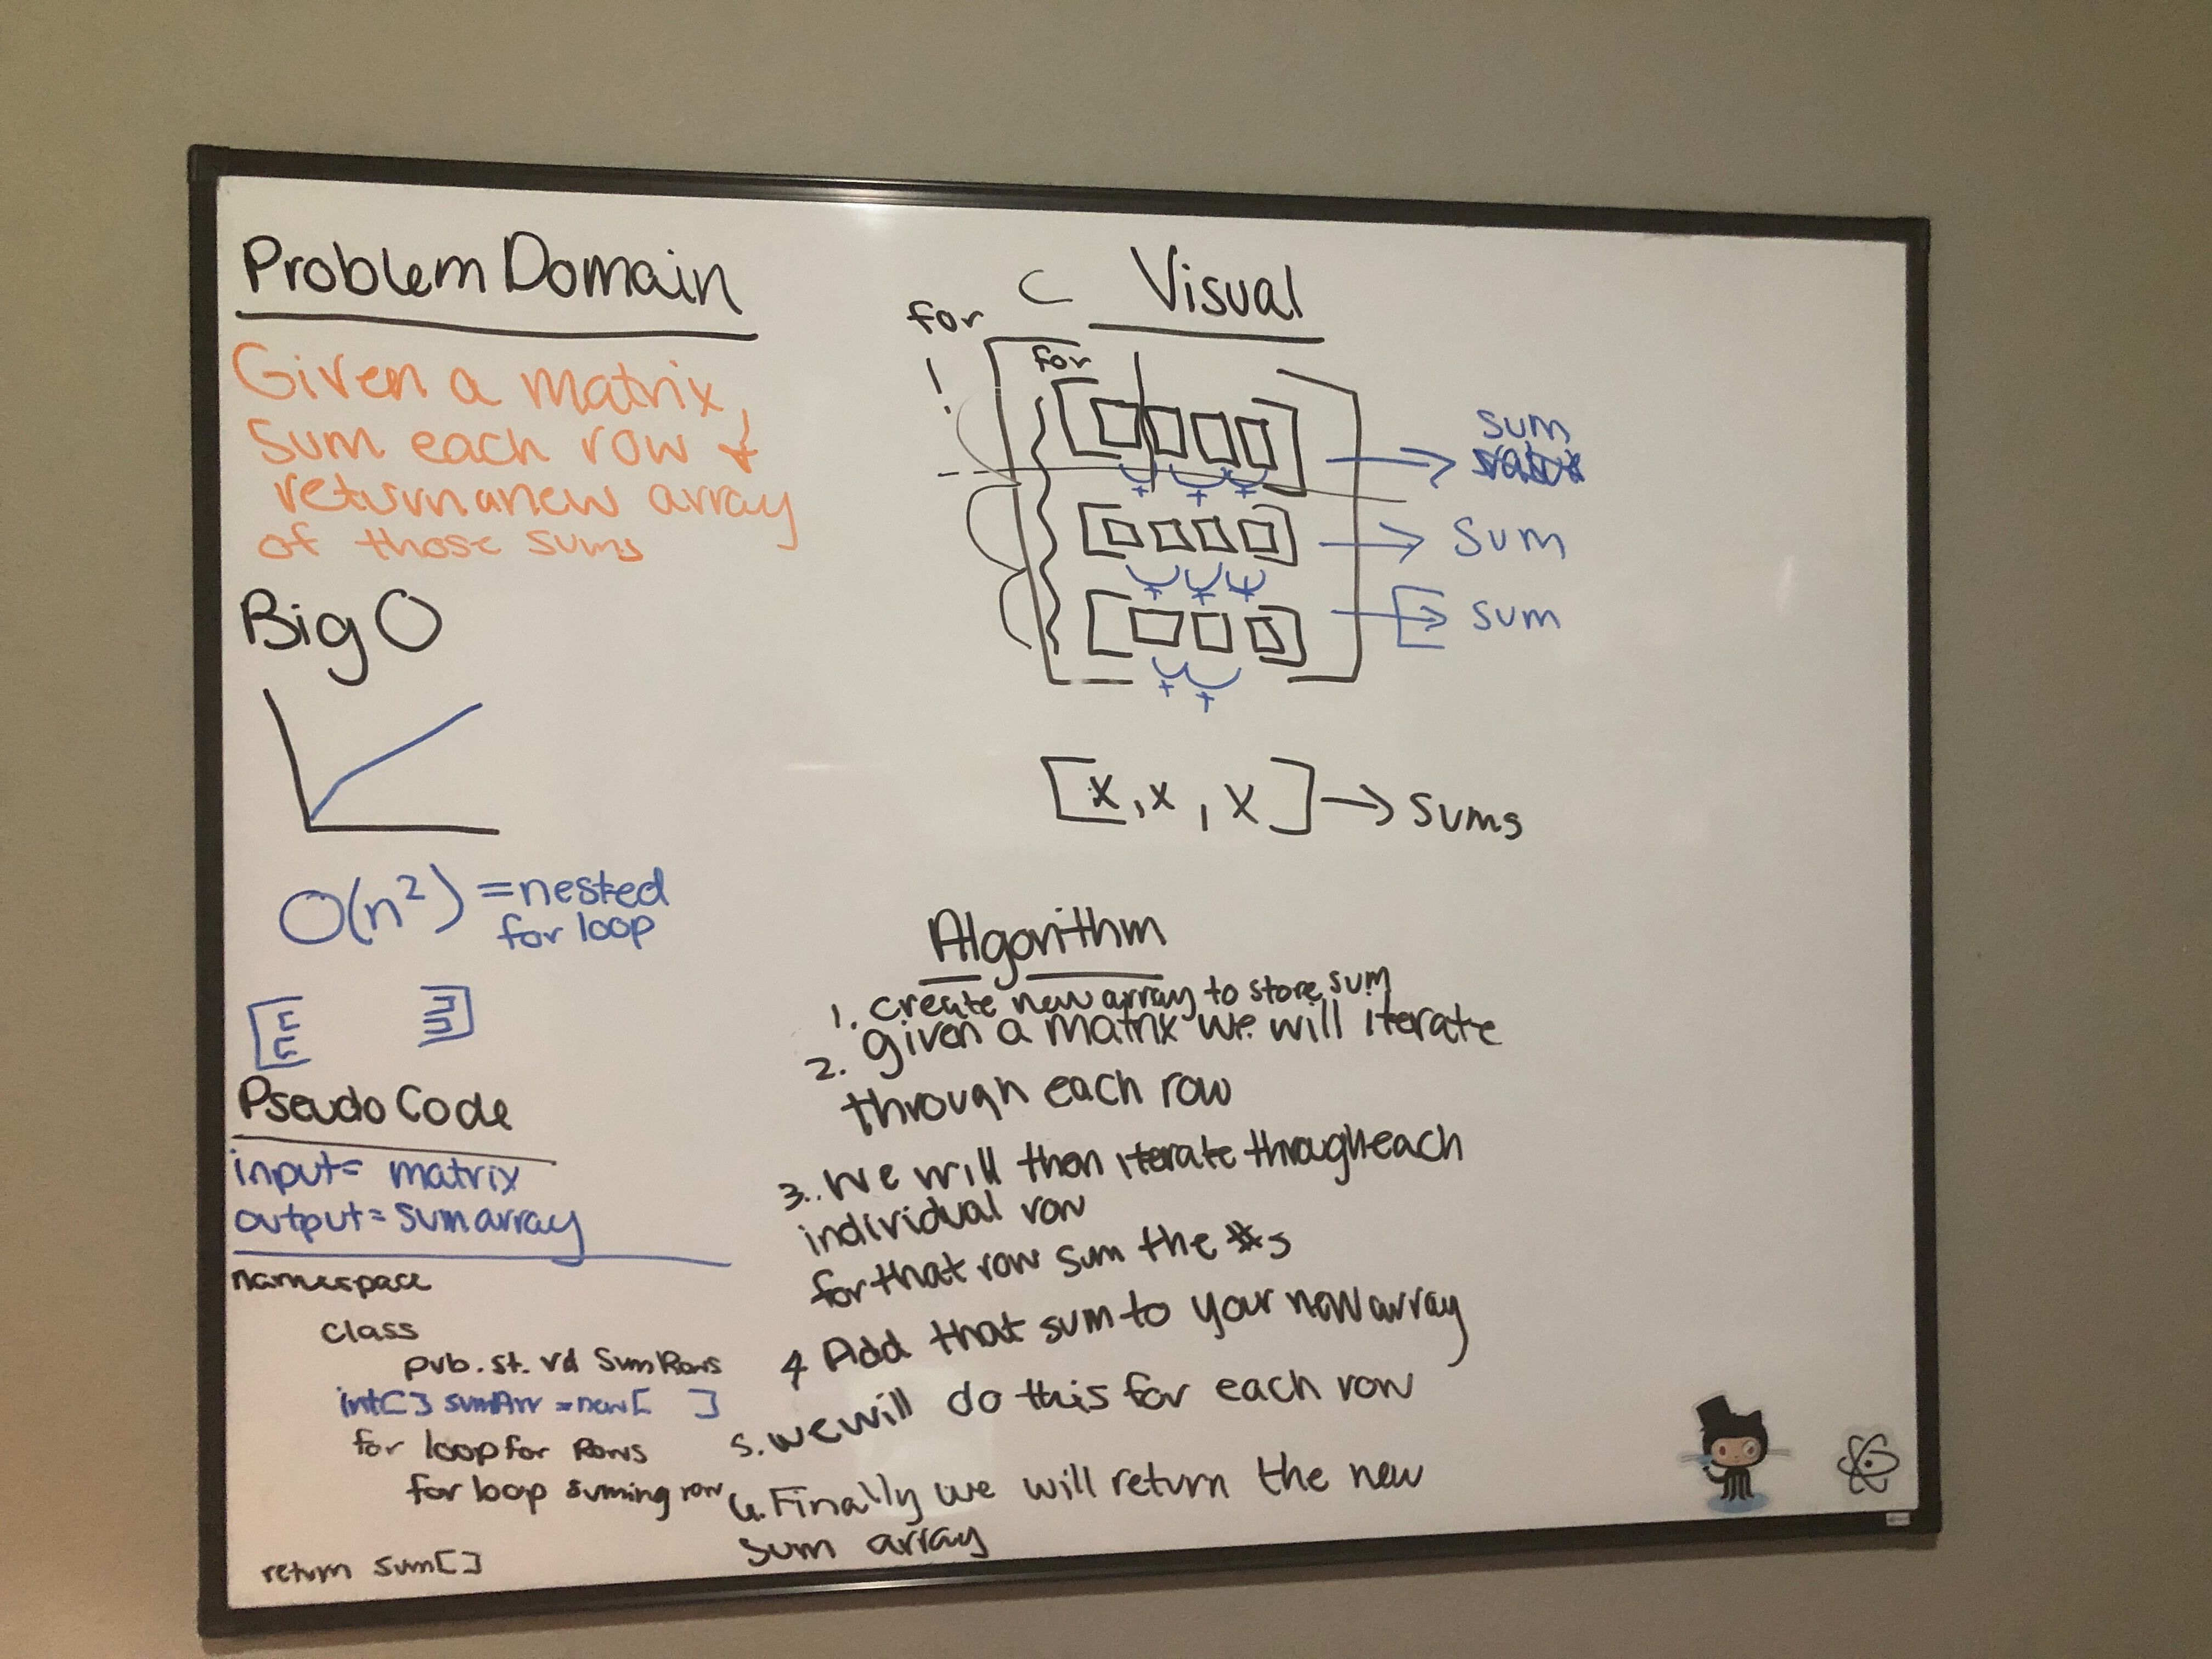 Problem Domain
Given a matrix,
Sum each row &
return a new array
of those sums
Big O
O(n²) = nested
for loop
[[[ ]]]
Pseudo Code
input = matrix
output = sum array
namespace
class
pub. st. vd SumRows
int[] sumArr = new[ ]
for loop for Rows
for loop suming row
return sum[]
Visual
for
!
for
sum
+ + +
sum
+ + +
sum
+ +
[x, x, x] → sums
Algorithm
1. create new array to store sum
2. given a matrix we will iterate
through each row
3. We will then iterate through each
individual row
for that row sum the #s
4 Add that sum to your new array
5. we will do this for each row
6. Finally we will return the new
sum array